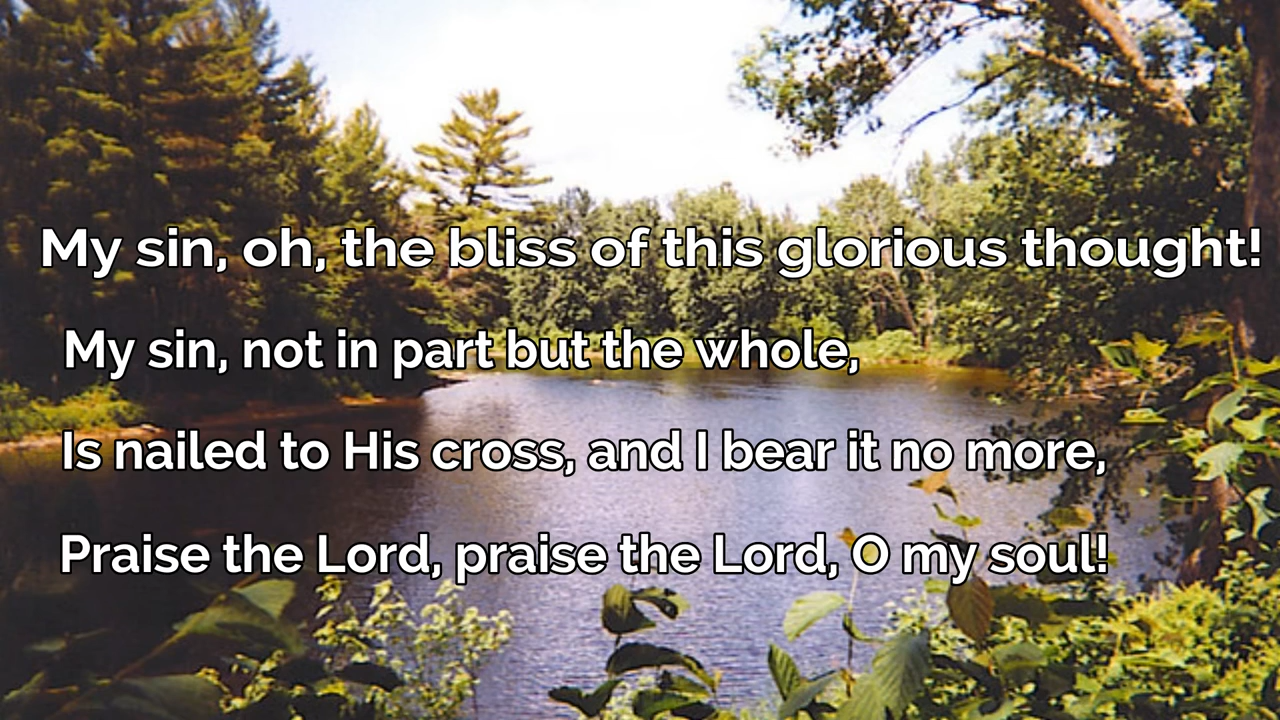 My sin, oh, the bliss of this glorious thought!
My sin, not in part but the whole,
Is nailed to His cross, and I bear it no more,
Praise the Lord, praise the Lord, O my soul!